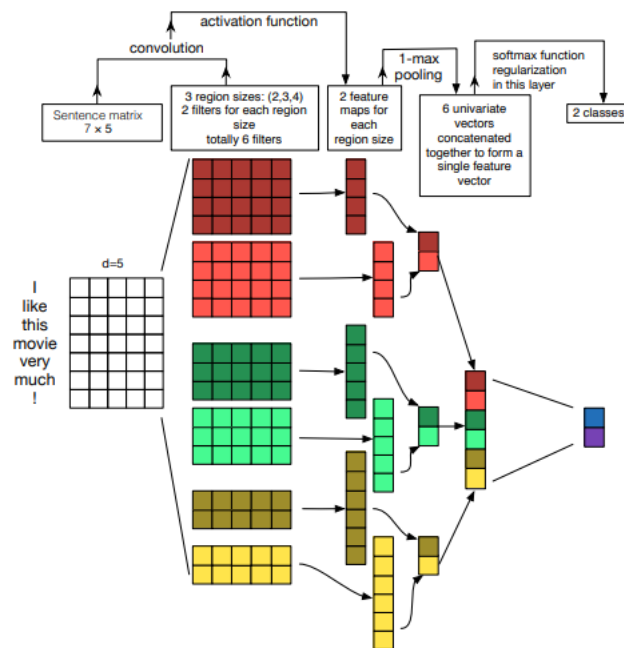 activation function
convolution
1-max
pooling
softmax function
regularization
in this layer
Sentence matrix
7 × 5
3 region sizes: (2,3,4)
2 filters for each region
size
totally 6 filters
2 feature
maps for
each
region size
6 univariate
vectors
concatenated
together to form a
single feature
vector
2 classes
d=5
I
like
this
movie
very
much
!